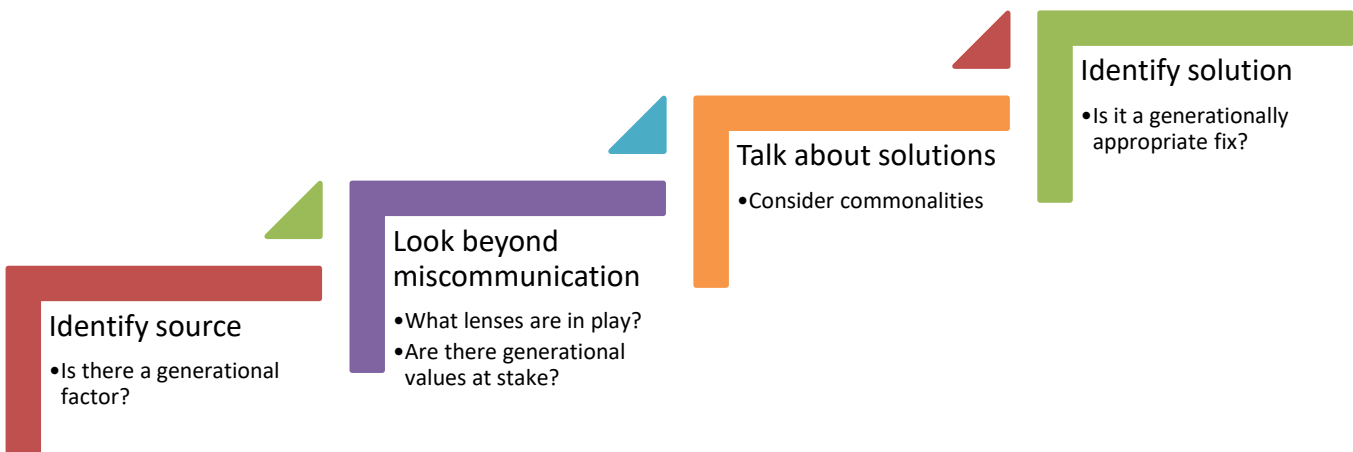 Identify source
•Is there a generational
factor?
Look beyond
miscommunication
•What lenses are in play?
•Are there generational
values at stake?
Talk about solutions
•Consider commonalities
Identify solution
•Is it a generationally
appropriate fix?